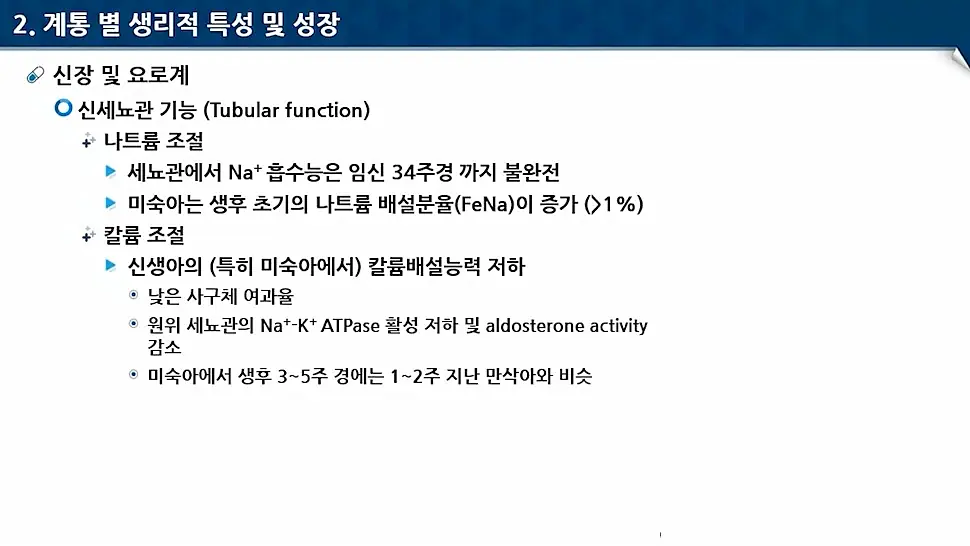 2. 계통 별 생리적 특성 및 성장
신장 및 요로계
신세뇨관 기능 (Tubular function)
나트륨 조절
세뇨관에서 Na⁺ 흡수능은 임신 34주경 까지 불완전
미숙아는 생후 초기의 나트륨 배설분율(FeNa)이 증가 (>1%)
칼륨 조절
신생아의 (특히 미숙아에서) 칼륨배설능력 저하
낮은 사구체 여과율
원위 세뇨관의 Na⁺-K⁺ ATPase 활성 저하 및 aldosterone activity
감소
미숙아에서 생후 3~5주 경에는 1~2주 지난 만삭아와 비슷